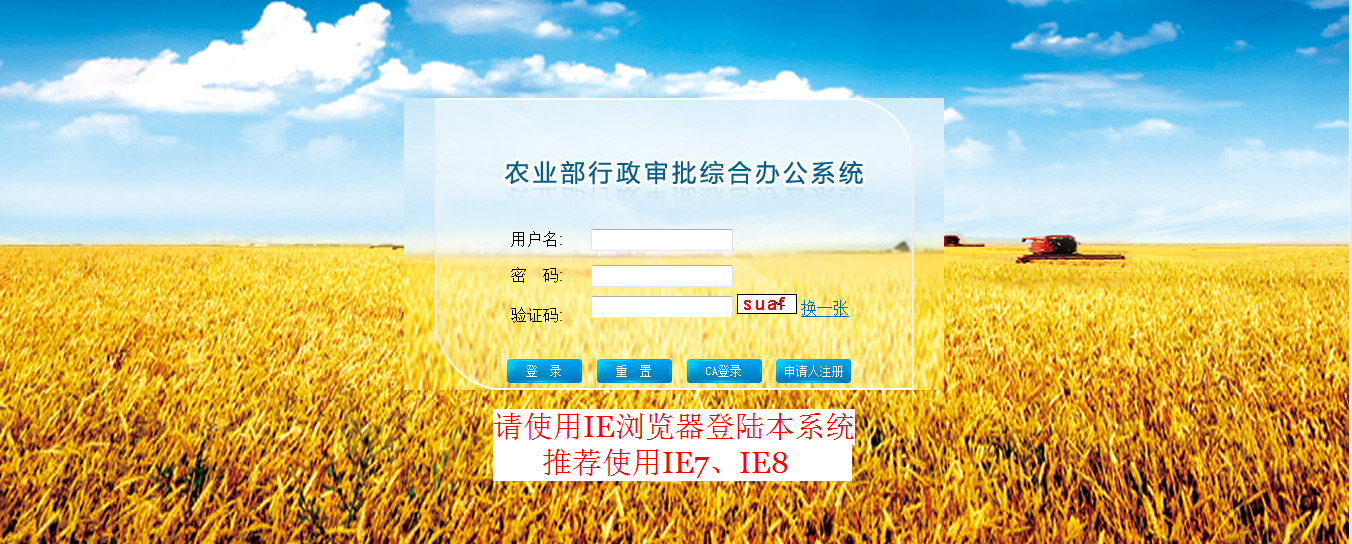 农业部行政审批综合办公系统
用户名:
密 码:
验证码: suaf 换一张
登 录 重 置 CA登录 申请人注册
请使用IE浏览器登陆本系统
推荐使用IE7、IE8